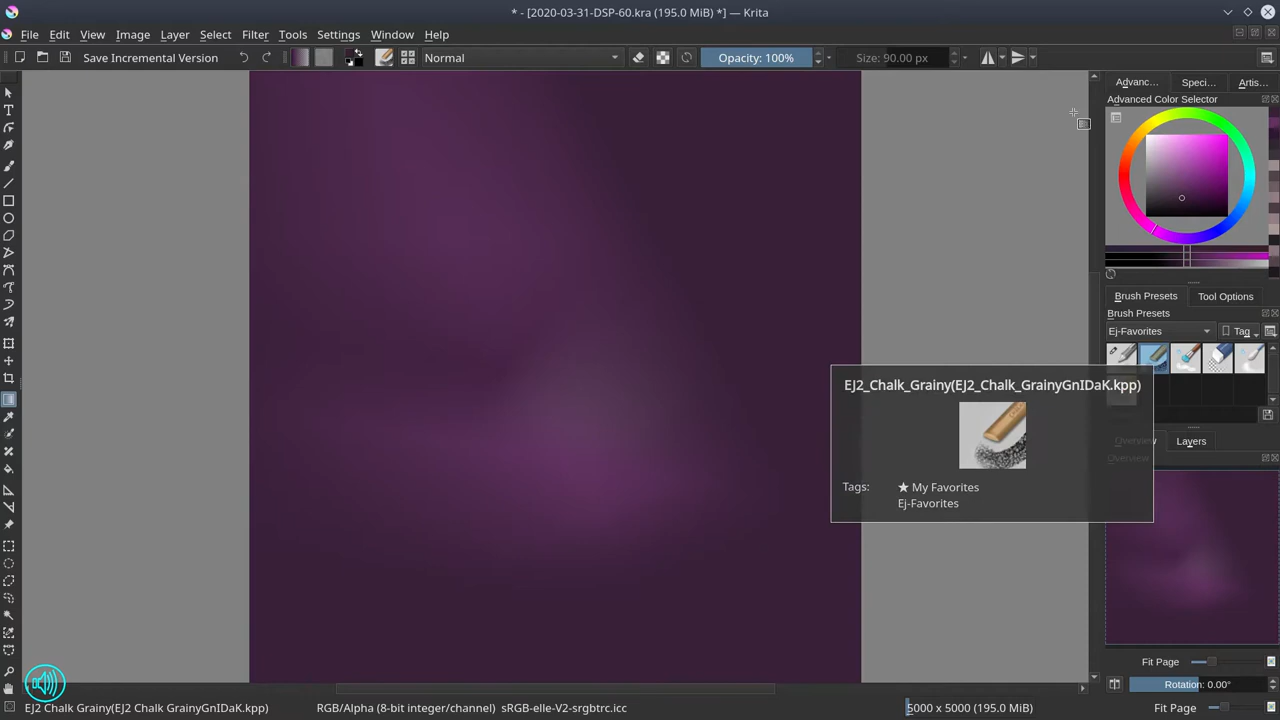 * - [2020-03-31-DSP-60.kra (195.0 MiB) *] — Krita
File Edit View Image Layer Select Filter Tools Settings Window Help
Save Incremental Version Normal Opacity: 100% Size: 90.00 px
Advanc... Speci... Artis...
Advanced Color Selector
Brush Presets Tool Options
Brush Presets
Ej-Favorites Tag
EJ2_Chalk_Grainy(EJ2_Chalk_GrainyGnIDaK.kpp)
Tags: ★ My Favorites
Ej-Favorites
Overview Layers
Overview
Fit Page
Rotation: 0.00°
EJ2 Chalk Grainy(EJ2 Chalk GrainyGnIDaK.kpp) RGB/Alpha (8-bit integer/channel) sRGB-elle-V2-srgbtrc.icc 5000 x 5000 (195.0 MiB) Fit Page